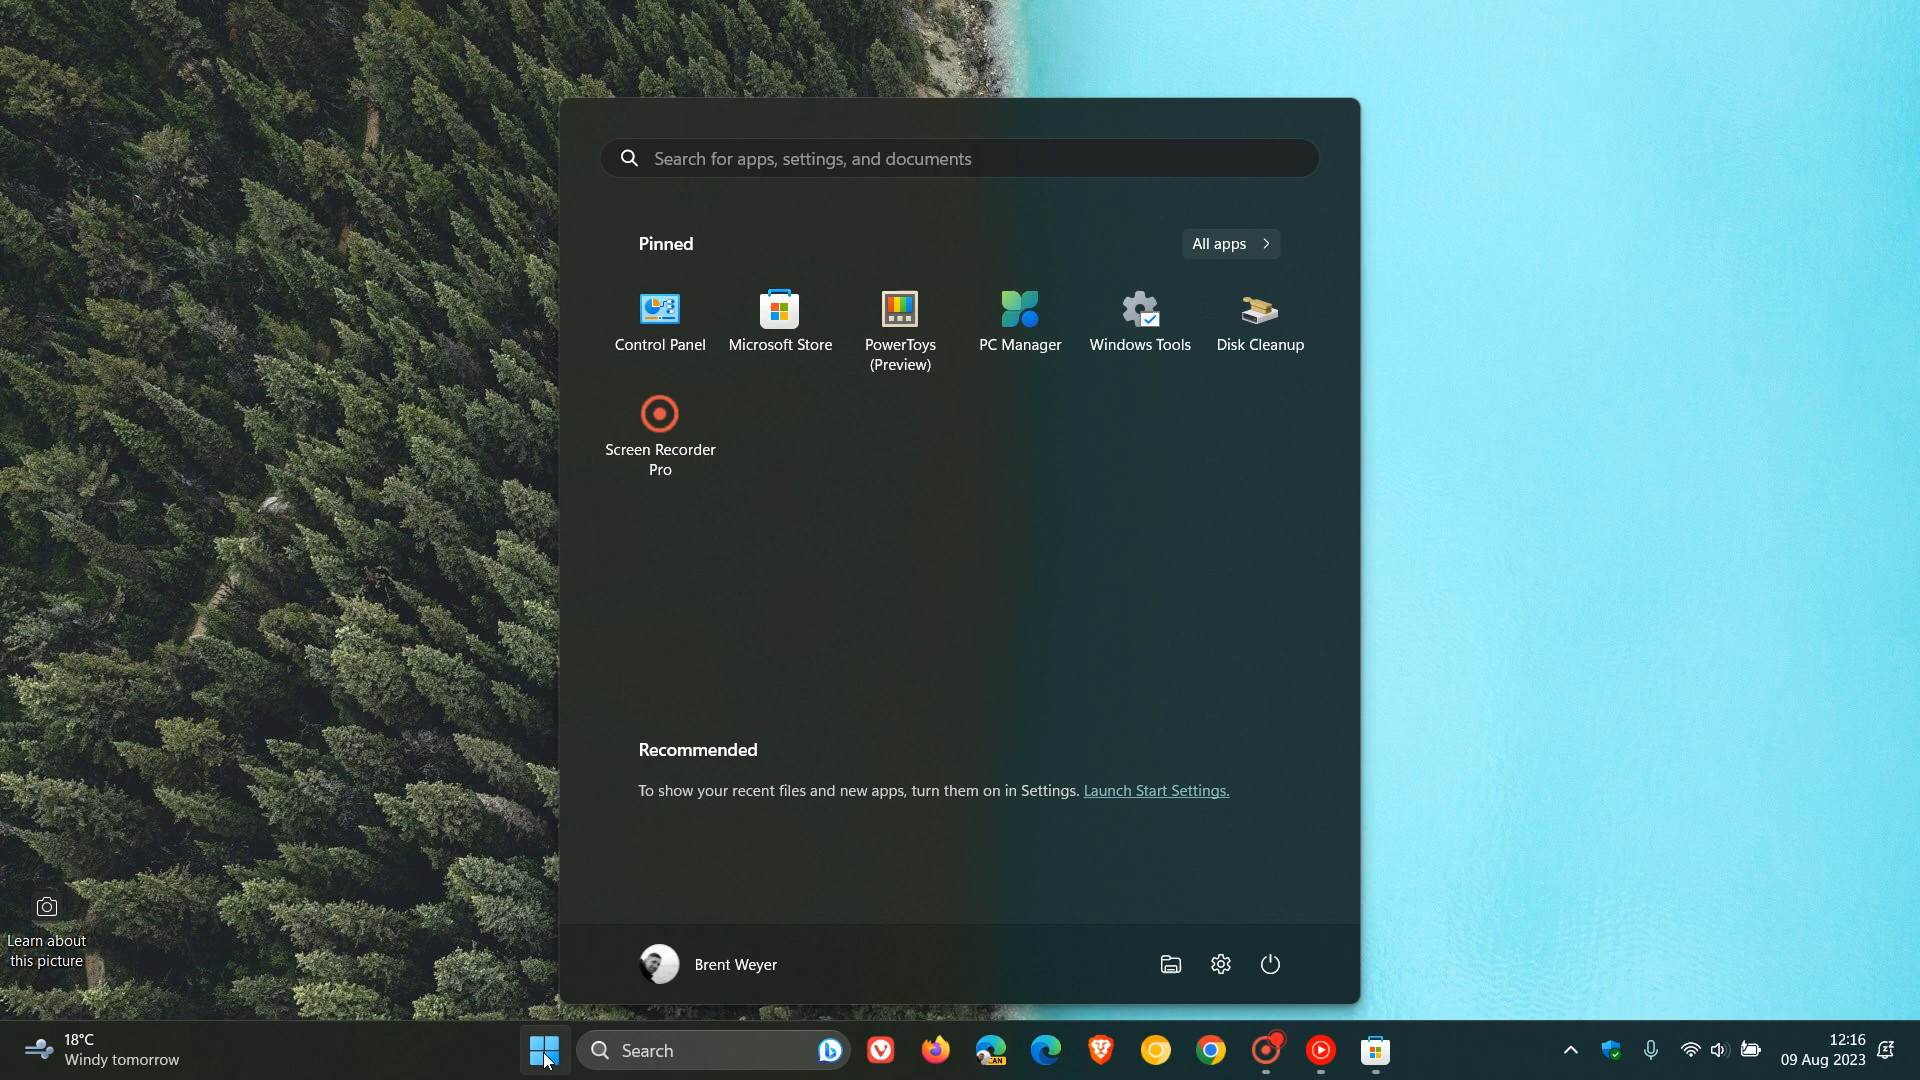 Search for apps, settings, and documents
Pinned
All apps
Control Panel
Microsoft Store
PowerToys
(Preview)
PC Manager
Windows Tools
Disk Cleanup
Screen Recorder
Pro
Recommended
To show your recent files and new apps, turn them on in Settings. Launch Start Settings.
Learn about
this picture
Brent Weyer
18°C
Windy tomorrow
Search
CAN
12:16
09 Aug 2023